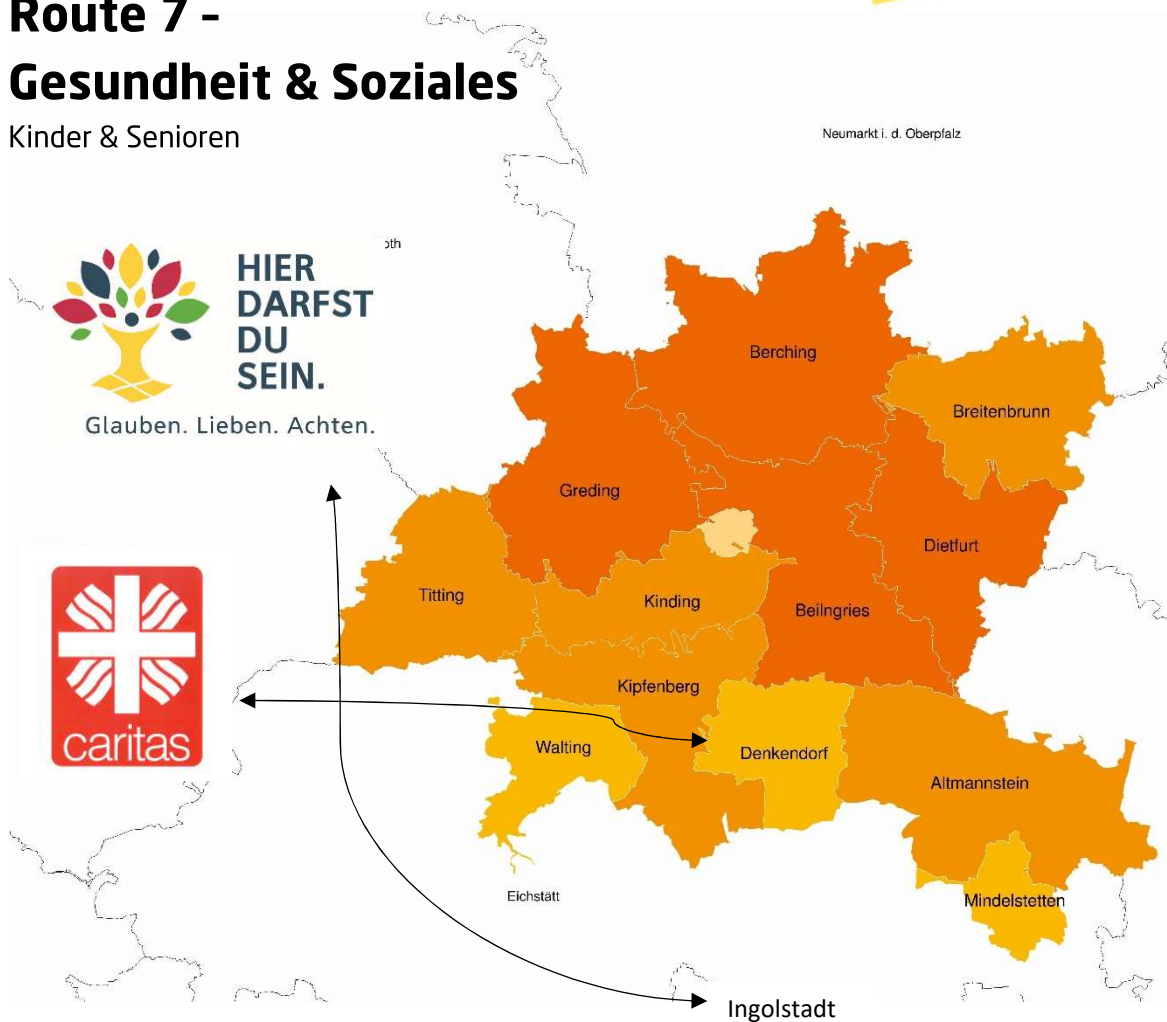 Route 7 –
Gesundheit & Soziales
Kinder & Senioren
Neumarkt i. d. Oberpfalz
oth
HIER
DARFST
DU
SEIN.
Glauben. Lieben. Achten.
Berching
Breitenbrunn
Greding
Dietfurt
Titting
Kinding
Beilngries
Kipfenberg
caritas
Walting
Denkendorf
Altmannstein
Eichstätt
Mindelstetten
Ingolstadt